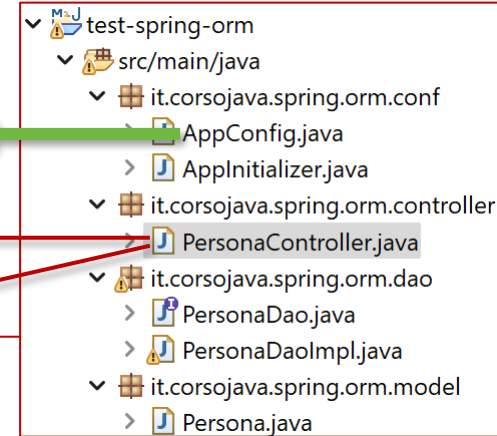 test-spring-orm
src/main/java
it.corsojava.spring.orm.conf
AppConfig.java
AppInitializer.java
it.corsojava.spring.orm.controller
PersonaController.java
it.corsojava.spring.orm.dao
PersonaDao.java
PersonaDaoImpl.java
it.corsojava.spring.orm.model
Persona.java